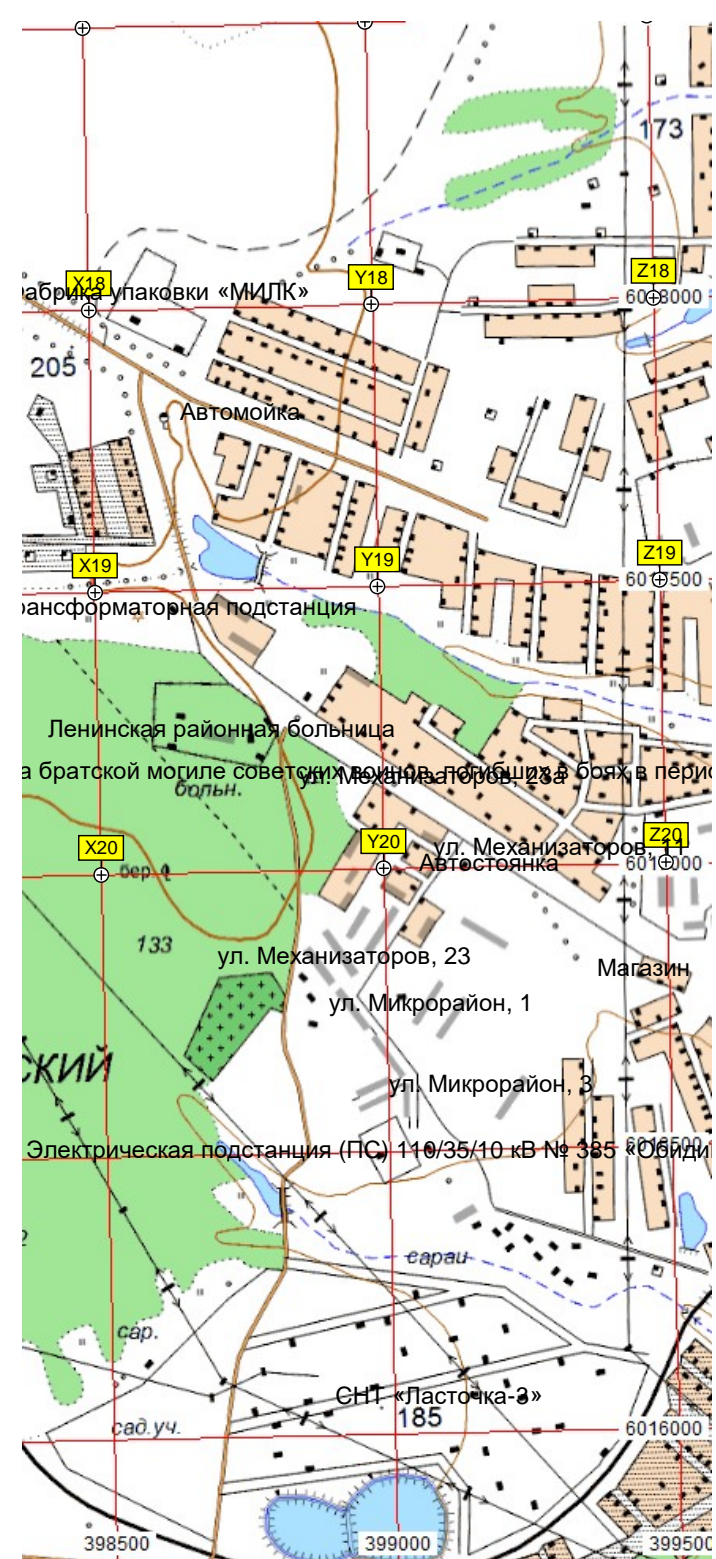 173
X18
Y18
Z18
фабрика упаковки «МИЛК»
6018000
205
Автомойка
X19
Y19
Z19
6017500
рансформаторная подстанция
Ленинская районная больница
а братской могиле советских воинов, погибших в боях в перио
ул. Механизаторов, 23а
больн.
X20
Y20
Z20
ул. Механизаторов, 11
Автостоянка
6017000
бер.
133
ул. Механизаторов, 23
Магазин
ул. Микрорайон, 1
СКИЙ
ул. Микрорайон, 3
Электрическая подстанция (ПС) 110/35/10 кВ № 385 «Обиди
6016500
2
сараи
сар.
СНТ «Ласточка-3»
185
сад.уч.
6016000
398500
399000
399500